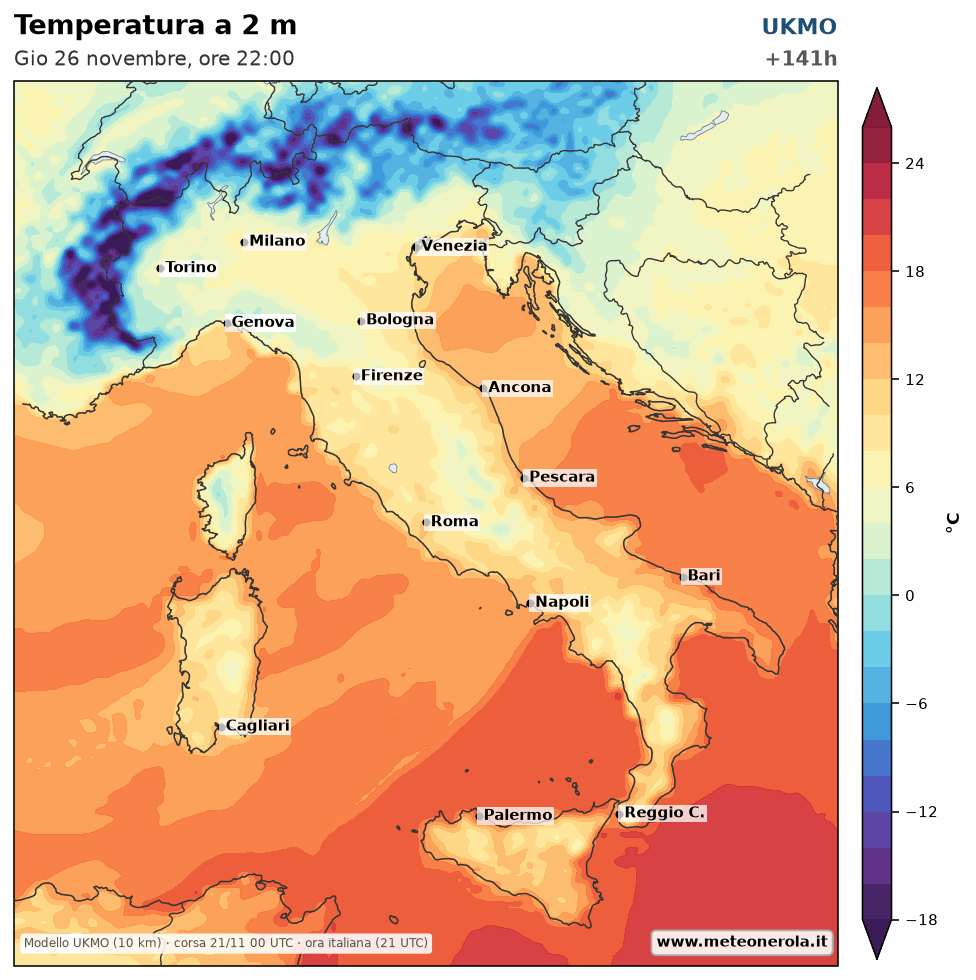 Temperatura a 2 m
UKMO
Gio 26 novembre, ore 22:00
+141h
24
18
12
6
0
−6
−12
−18
°C
Milano
Venezia
Torino
Genova
Bologna
Firenze
Ancona
Pescara
Roma
Bari
Napoli
Cagliari
Palermo
Reggio C.
Modello UKMO (10 km) · corsa 21/11 00 UTC · ora italiana (21 UTC)
www.meteonerola.it